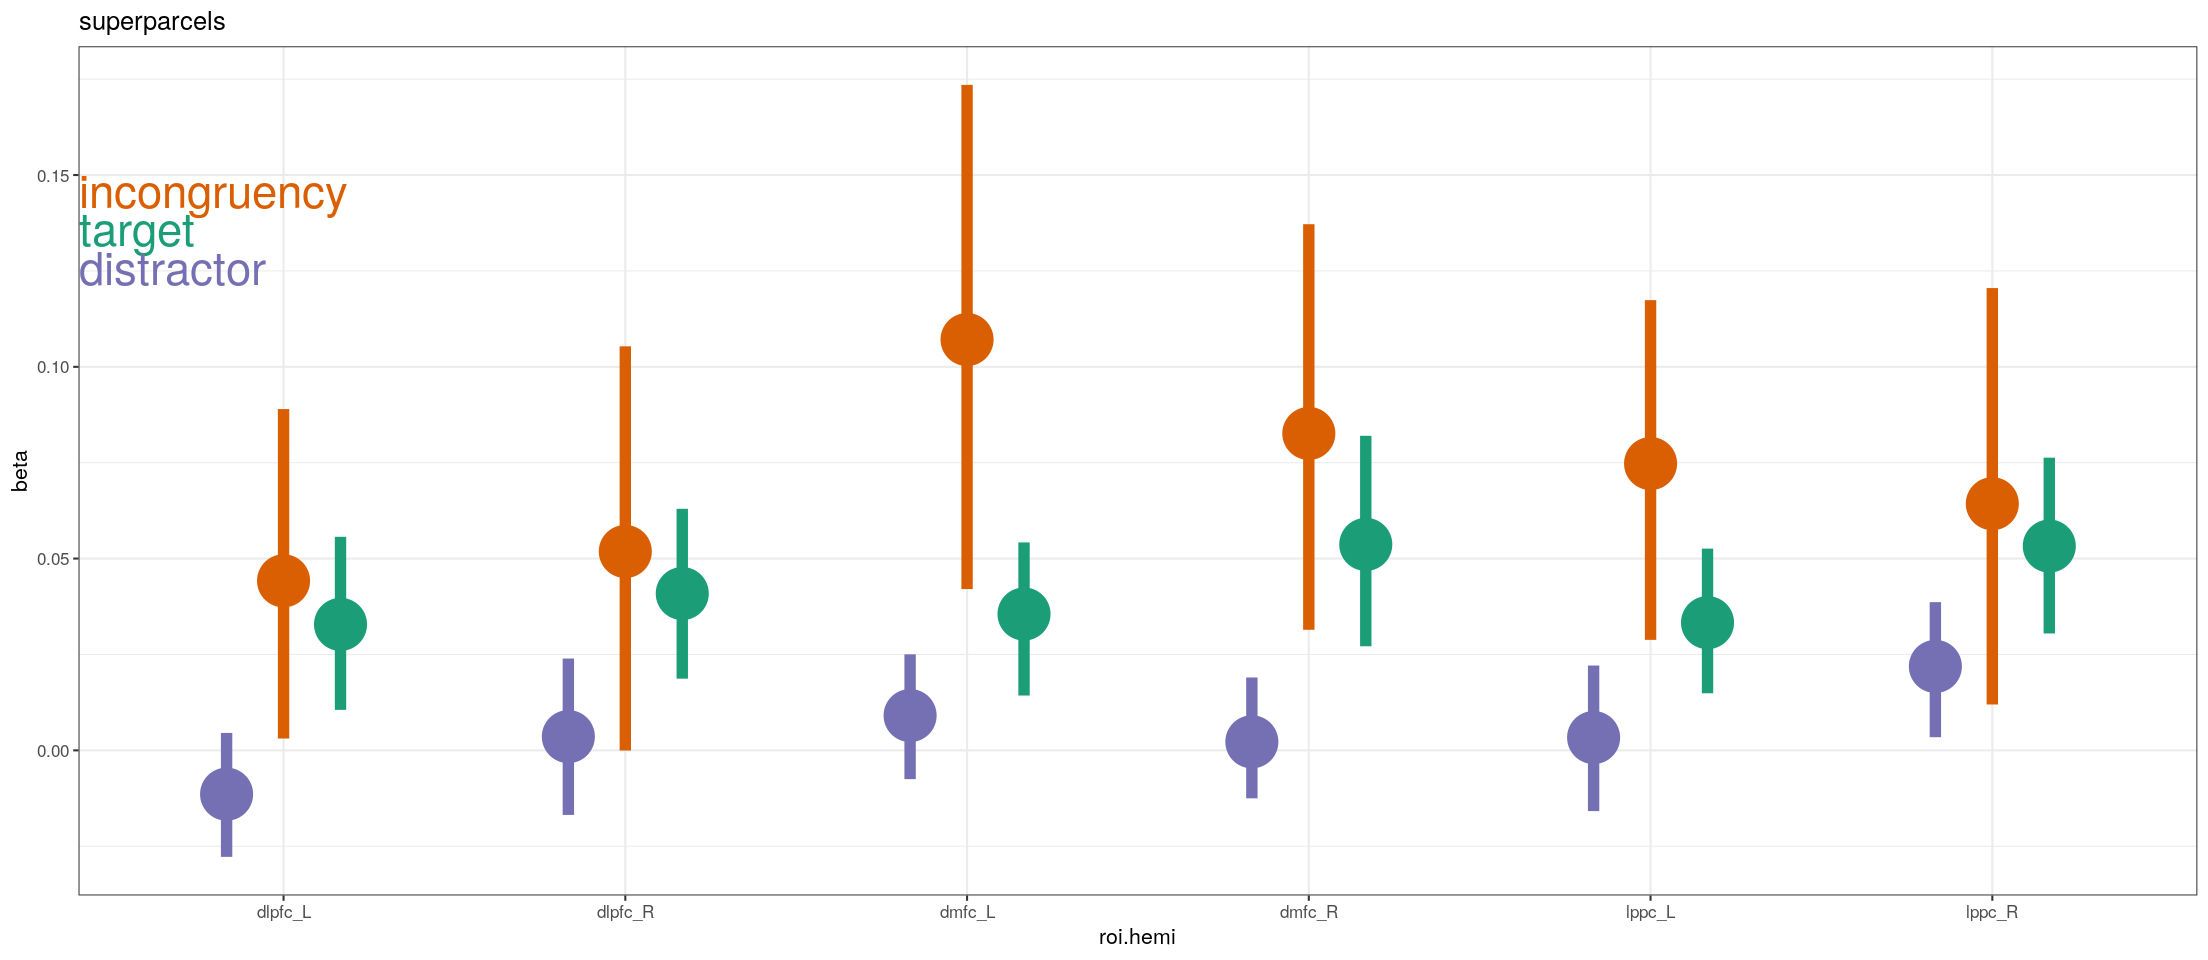 superparcels
0.15
incongruency
target
distractor
0.10
beta
0.05
0.00
dlpfc_L dlpfc_R dmfc_L dmfc_R lppc_L lppc_R
roi.hemi